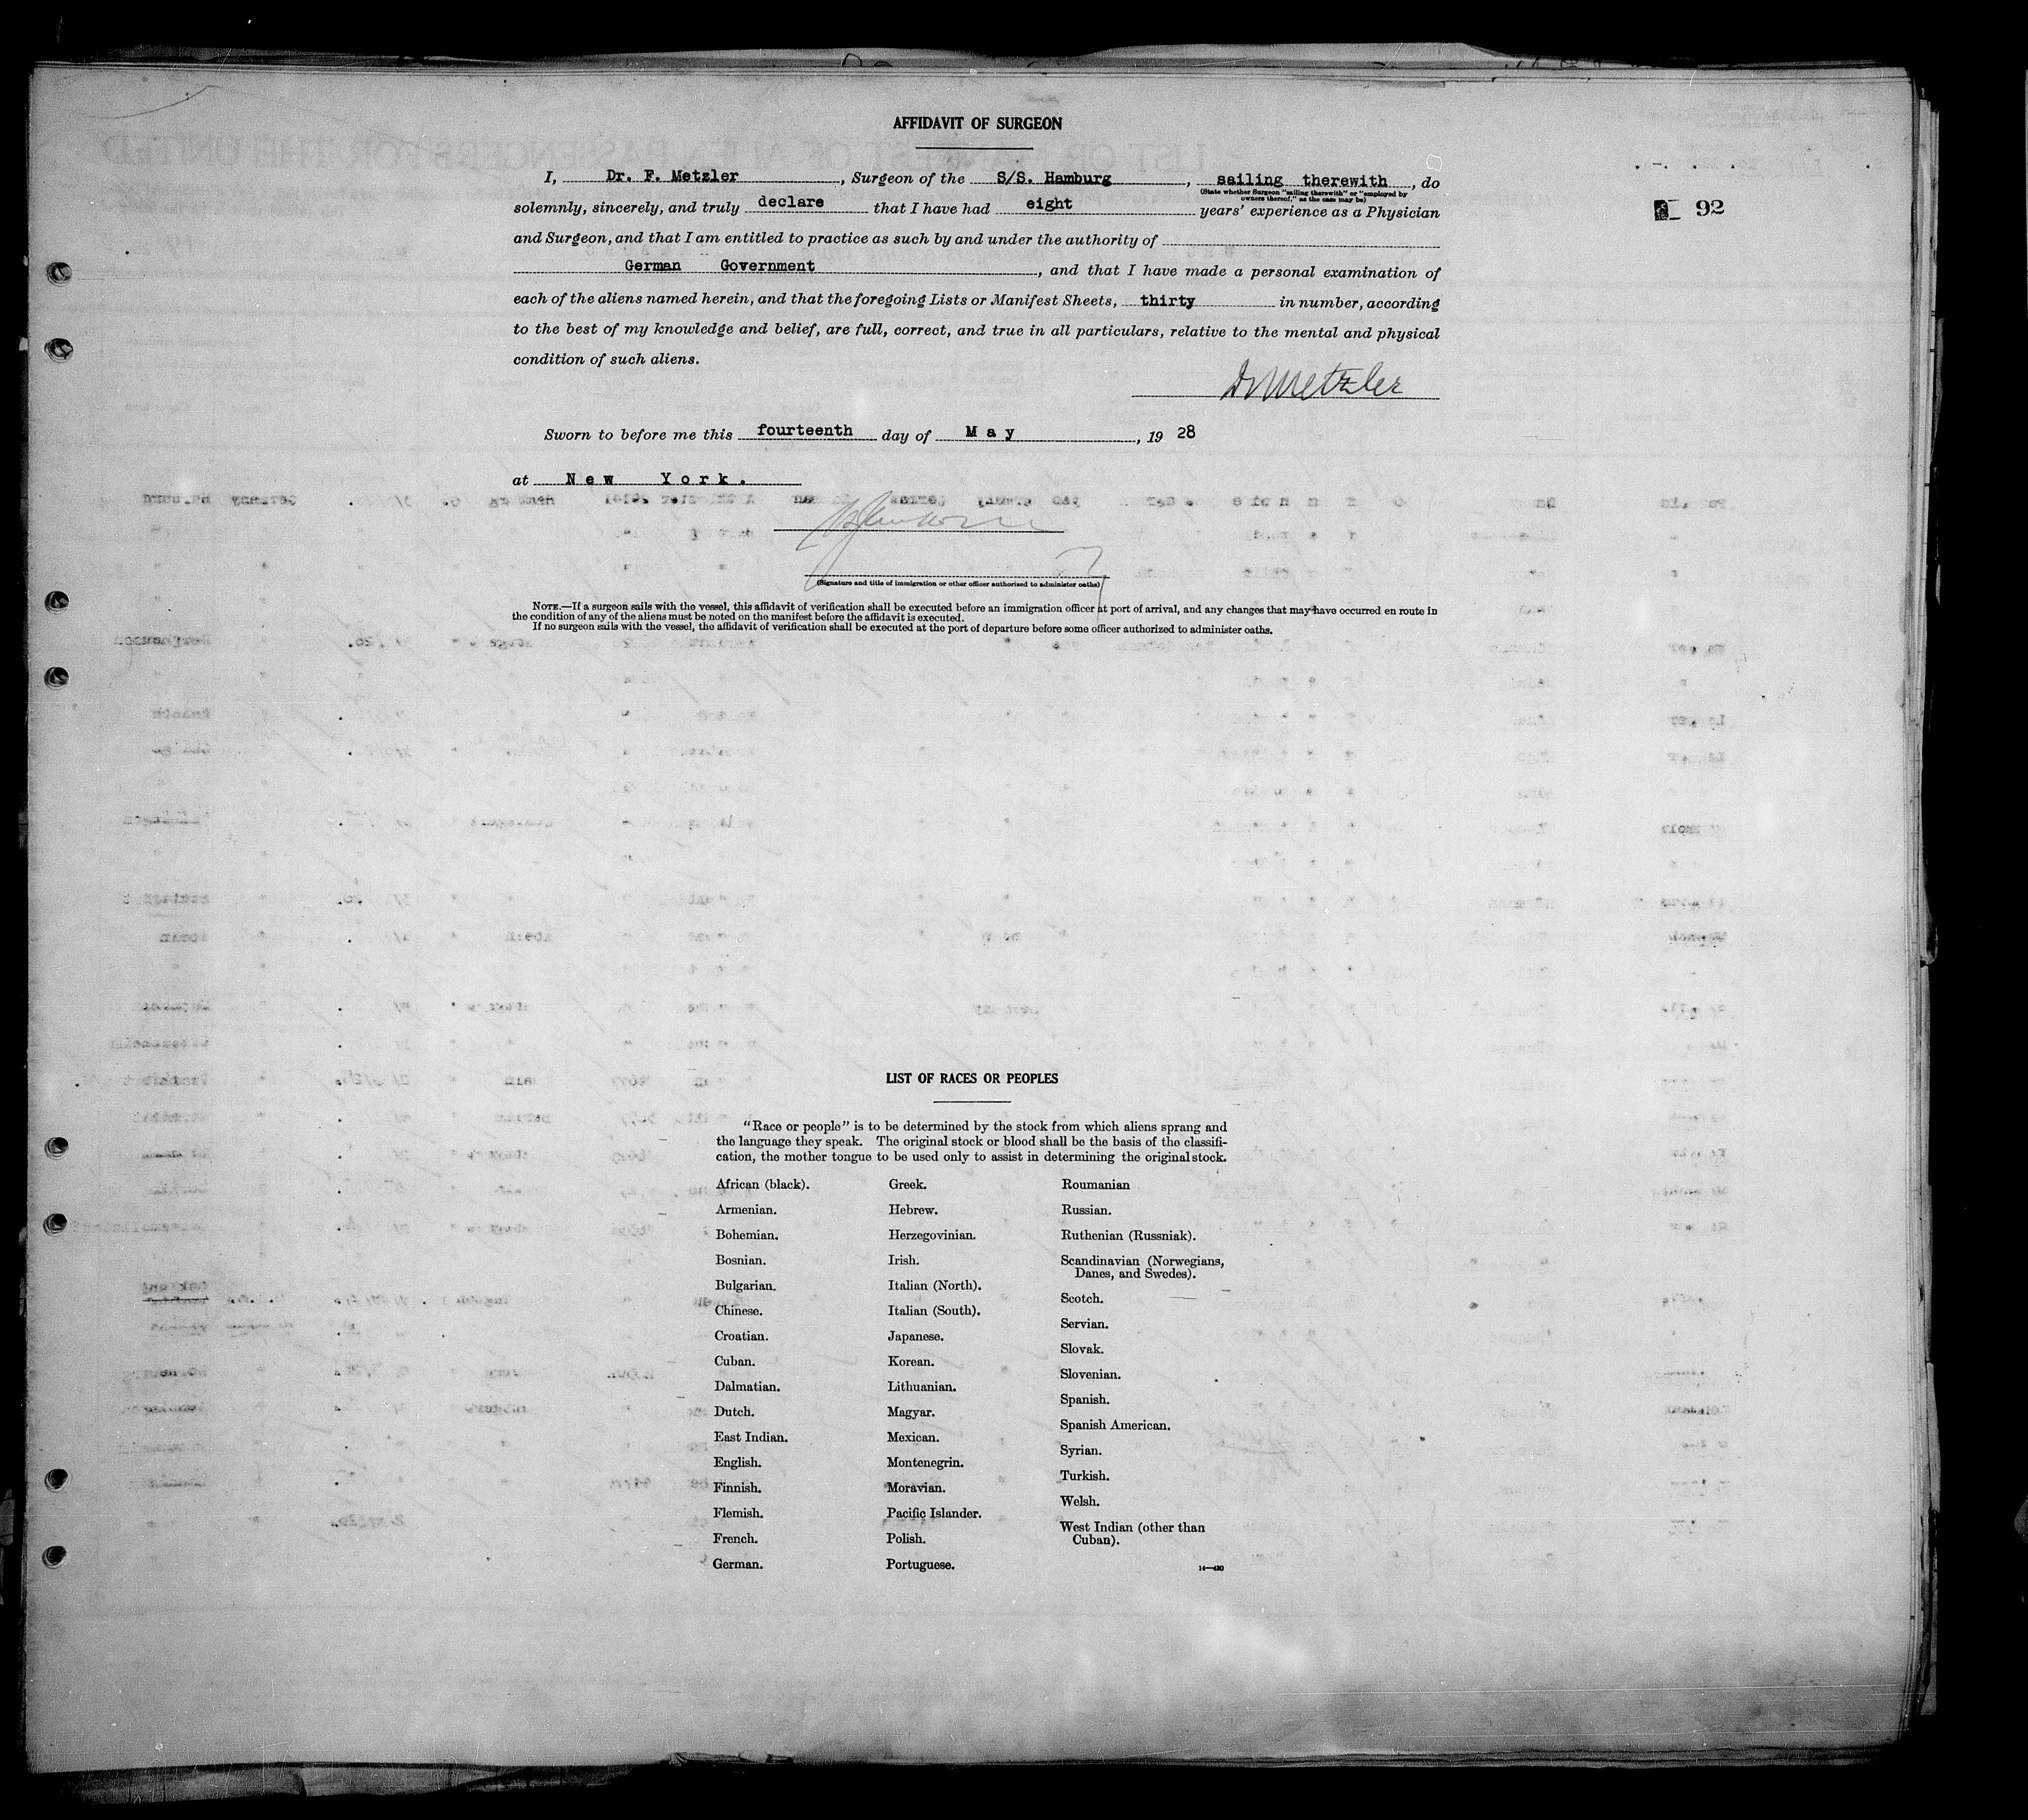 AFFIDAVIT OF SURGEON
I, Dr. F. Metzler, Surgeon of the S/S. Hamburg, sailing therewith, do
(State whether Surgeon "sailing therewith" or "employed by
owners thereof," as the case may be)
solemnly, sincerely, and truly declare that I have had eight years' experience as a Physician
92
and Surgeon, and that I am entitled to practice as such by and under the authority of
German Government, and that I have made a personal examination of
each of the aliens named herein, and that the foregoing Lists or Manifest Sheets, thirty in number, according
to the best of my knowledge and belief, are full, correct, and true in all particulars, relative to the mental and physical
condition of such aliens.
Dr Metzler
Sworn to before me this fourteenth day of May, 19 28
at New York.
(Signature and title of immigration or other officer authorized to administer oaths)
NOTE.—If a surgeon sails with the vessel, this affidavit of verification shall be executed before an immigration officer at port of arrival, and any changes that may have occurred en route in
the condition of any of the aliens must be noted on the manifest before the affidavit is executed.
If no surgeon sails with the vessel, the affidavit of verification shall be executed at the port of departure before some officer authorized to administer oaths.
LIST OF RACES OR PEOPLES
"Race or people" is to be determined by the stock from which aliens sprang and
the language they speak. The original stock or blood shall be the basis of the classifi-
cation, the mother tongue to be used only to assist in determining the original stock.
African (black).
Armenian.
Bohemian.
Bosnian.
Bulgarian.
Chinese.
Croatian.
Cuban.
Dalmatian.
Dutch.
East Indian.
English.
Finnish.
Flemish.
French.
German.
Greek.
Hebrew.
Herzegovinian.
Irish.
Italian (North).
Italian (South).
Japanese.
Korean.
Lithuanian.
Magyar.
Mexican.
Montenegrin.
Moravian.
Pacific Islander.
Polish.
Portuguese.
Roumanian
Russian.
Ruthenian (Russniak).
Scandinavian (Norwegians,
Danes, and Swedes).
Scotch.
Servian.
Slovak.
Slovenian.
Spanish.
Spanish American.
Syrian.
Turkish.
Welsh.
West Indian (other than
Cuban).
14—430